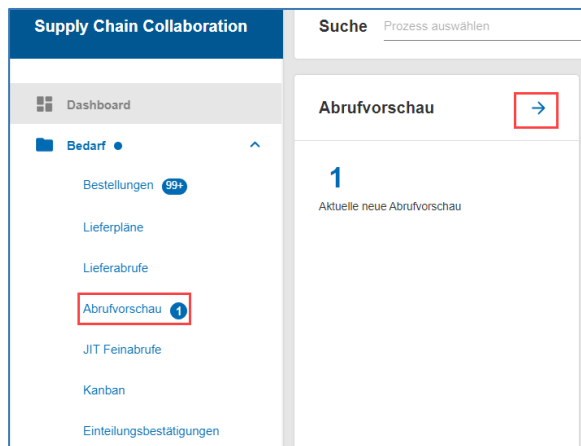 Supply Chain Collaboration
Suche Prozess auswählen
Dashboard
Bedarf
Bestellungen 99+
Lieferpläne
Lieferabrufe
Abrufvorschau 1
JIT Feinabrufe
Kanban
Einteilungsbestätigungen
Abrufvorschau
1
Aktuelle neue Abrufvorschau